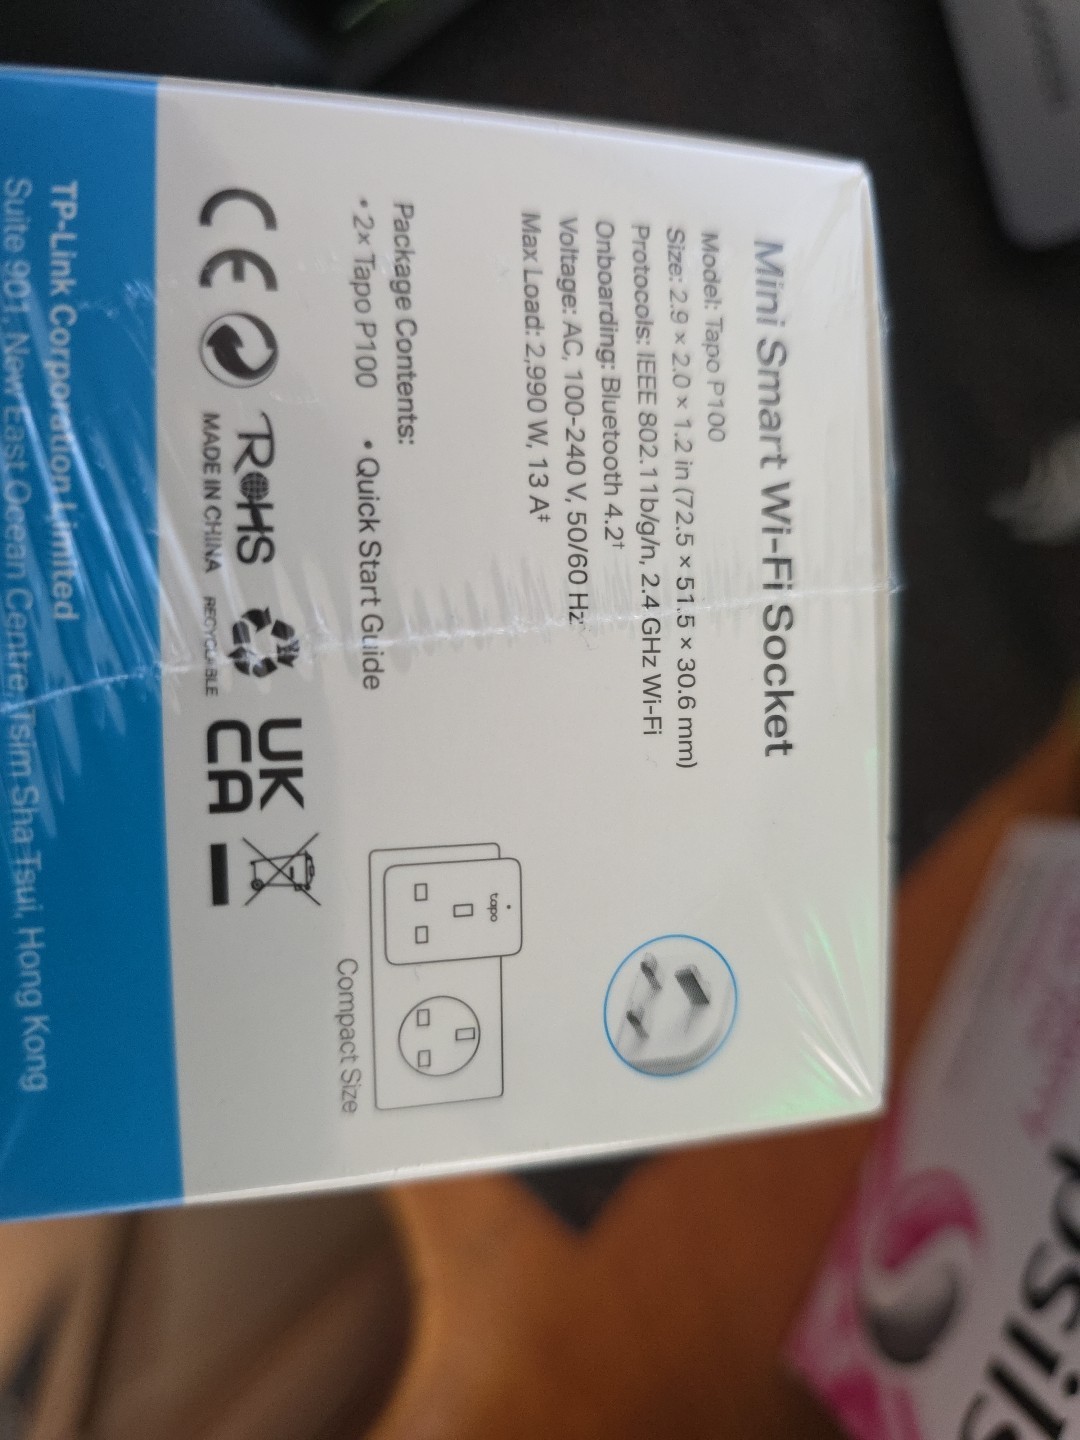 Mini Smart Wi-Fi Socket
Model: Tapo P100
Size: 2.9 × 2.0 × 1.2 in (72.5 × 51.5 × 30.6 mm)
Protocols: IEEE 802.11b/g/n, 2.4 GHz Wi-Fi
Onboarding: Bluetooth 4.2†
Voltage: AC, 100-240 V, 50/60 Hz
Max Load: 2,990 W, 13 A‡
Package Contents:
• 2× Tapo P100 • Quick Start Guide
tapo
Compact Size
CE RoHS UK
CA
MADE IN CHINA RECYCLABLE
TP-Link Corporation Limited
Suite 901, New East Ocean Centre, Tsim Sha Tsui, Hong Kong
psils